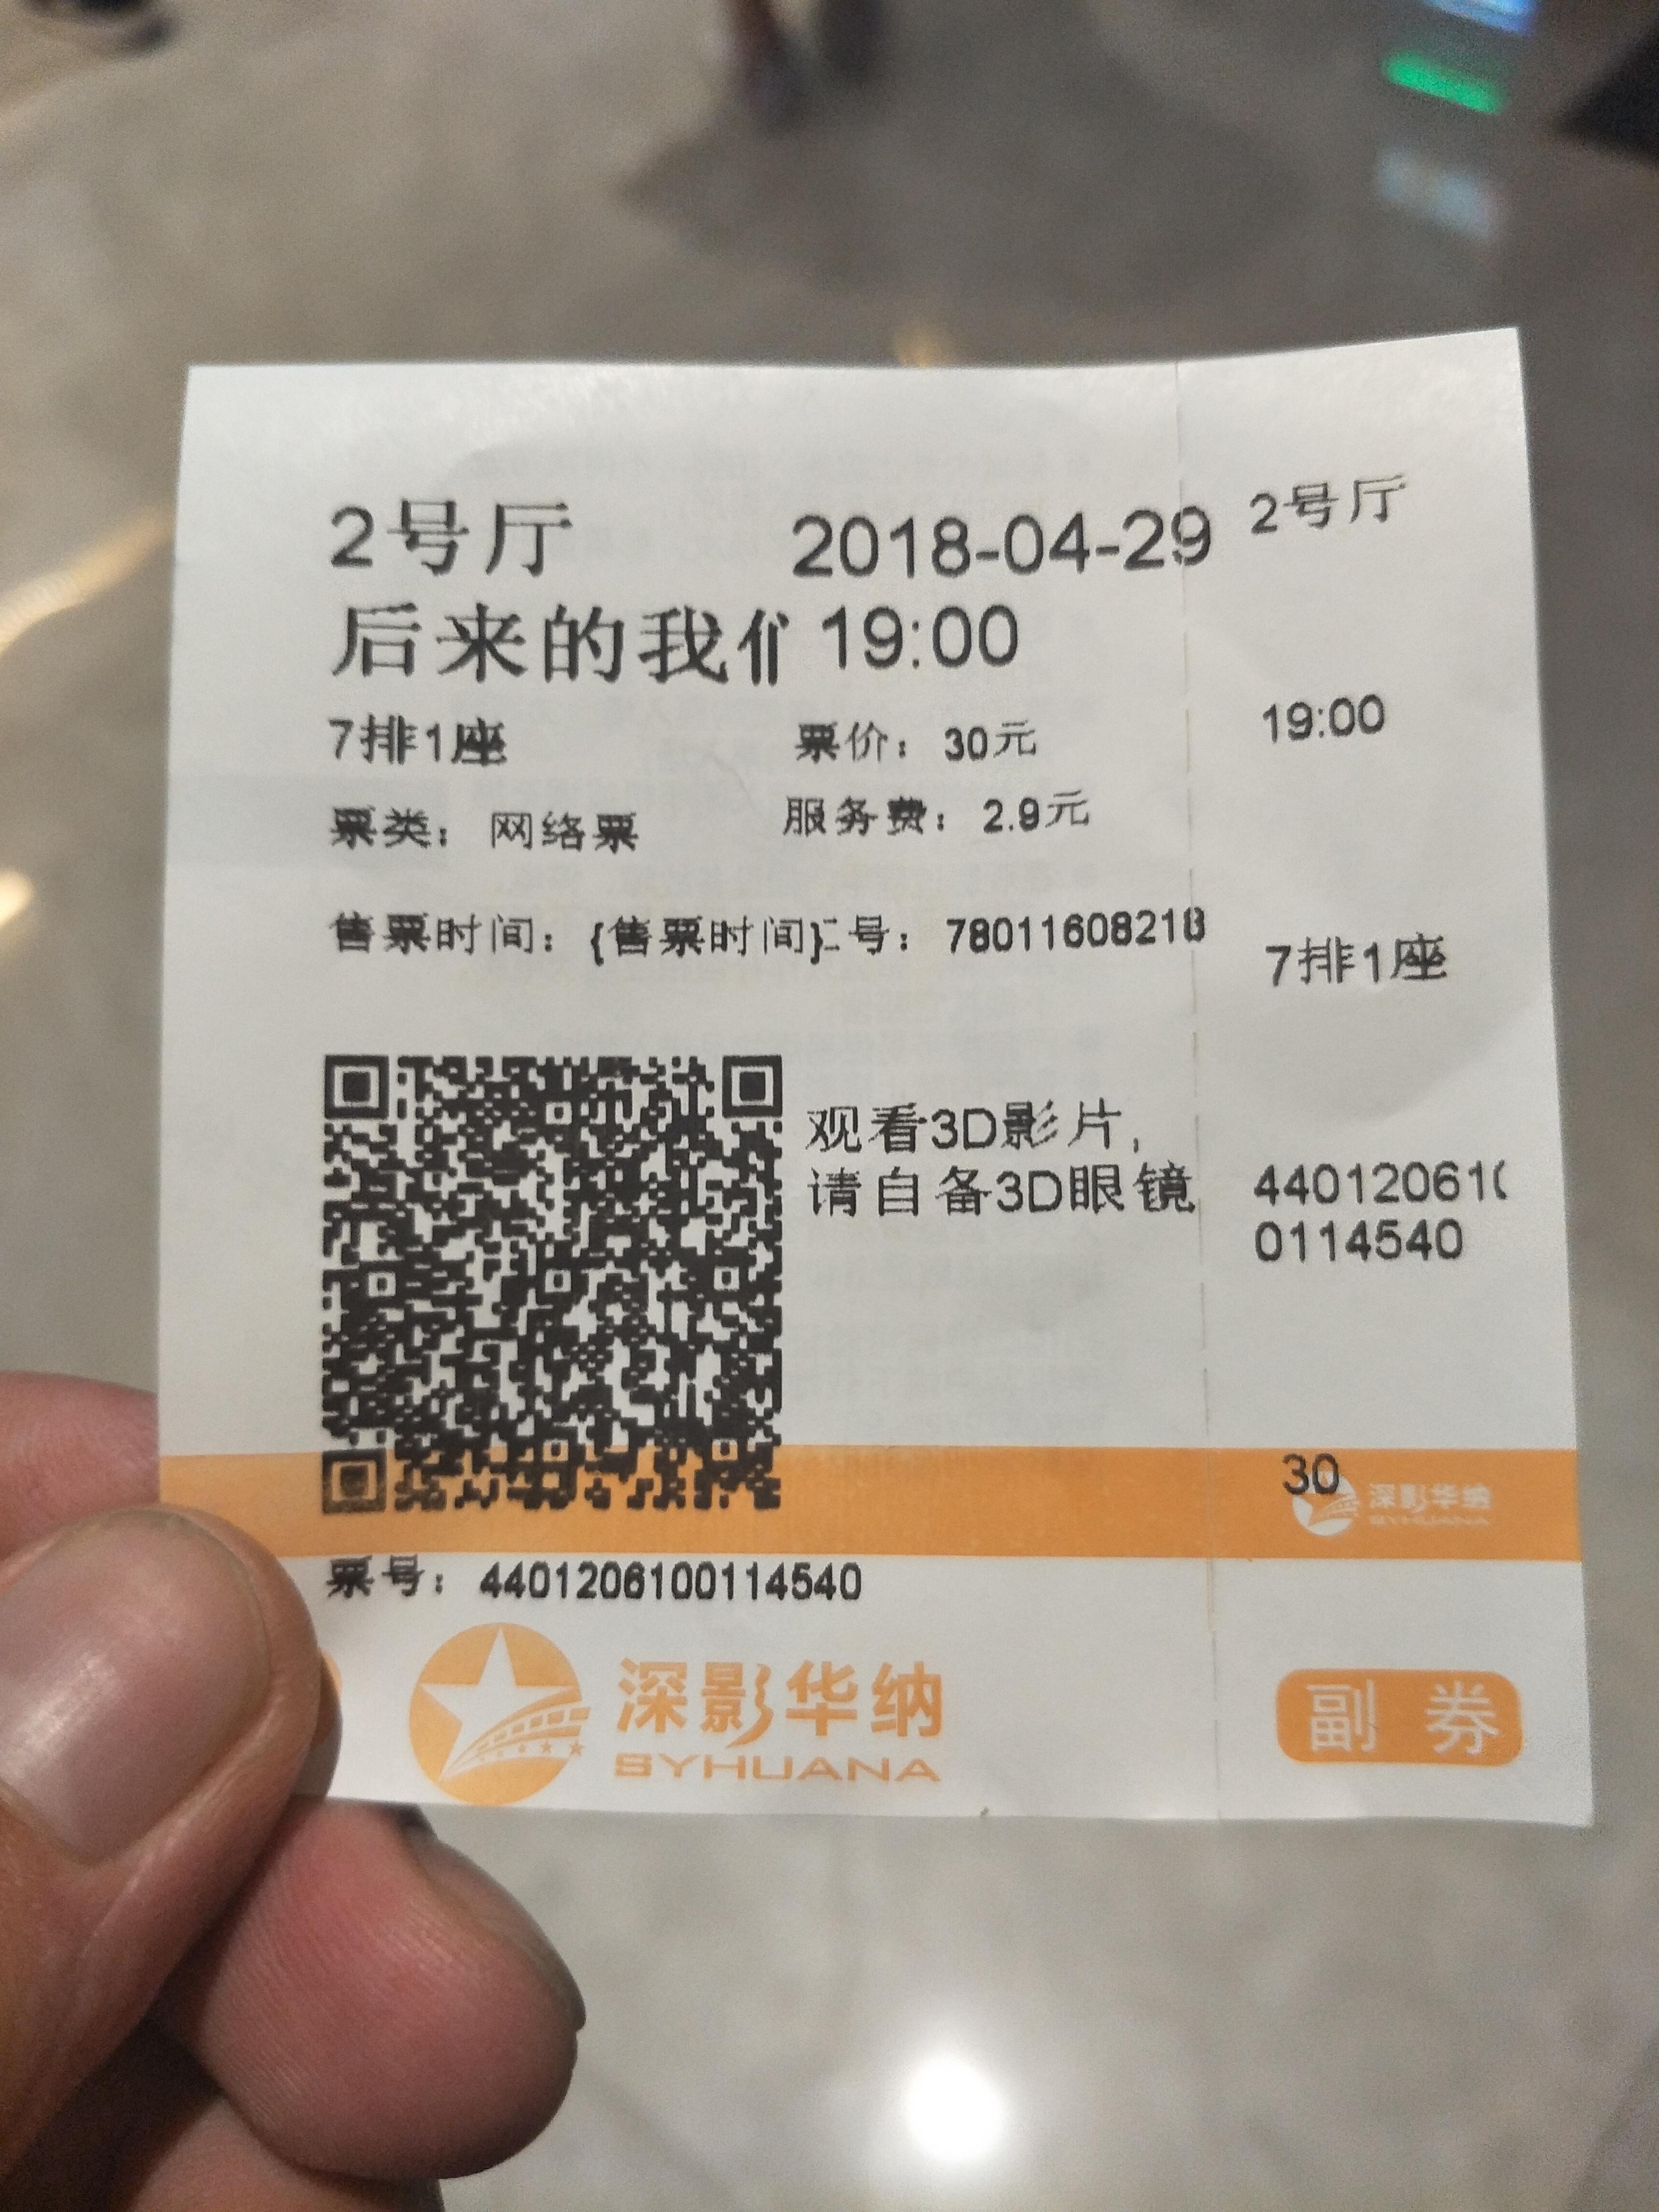 2号厅 2018-04-29
后来的我们 19:00
7排1座 票价：30元
票类：网络票 服务费：2.9元
售票时间：{售票时间} 号：
观看3D影片，
请自备3D眼镜
票号：4401206100114540
深影华纳
SYHUANA
2号厅
19:00
7排1座
440120610
0114540
30
深影华纳
SYHUANA
副券